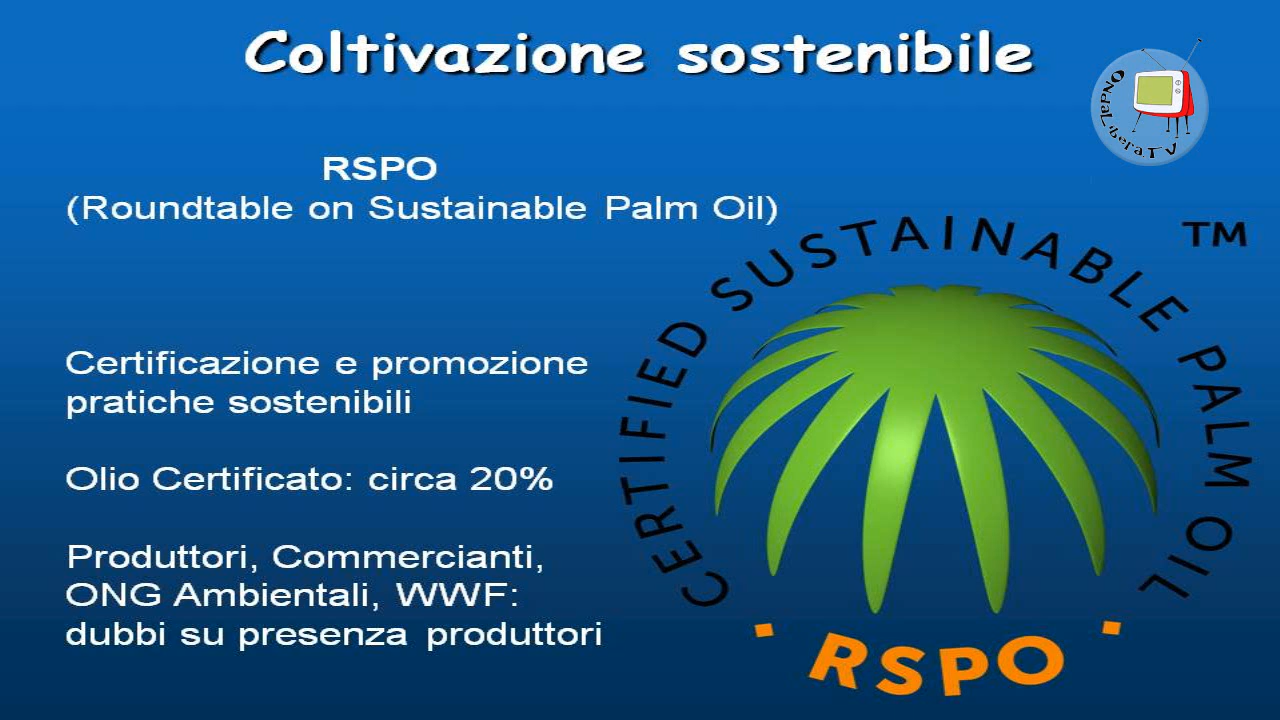 Coltivazione sostenibile
OndaLiberaTV
RSPO
(Roundtable on Sustainable Palm Oil)
TM
CERTIFIED SUSTAINABLE PALM OIL
Certificazione e promozione
pratiche sostenibili
Olio Certificato: circa 20%
Produttori, Commercianti,
ONG Ambientali, WWF:
dubbi su presenza produttori
RSPO